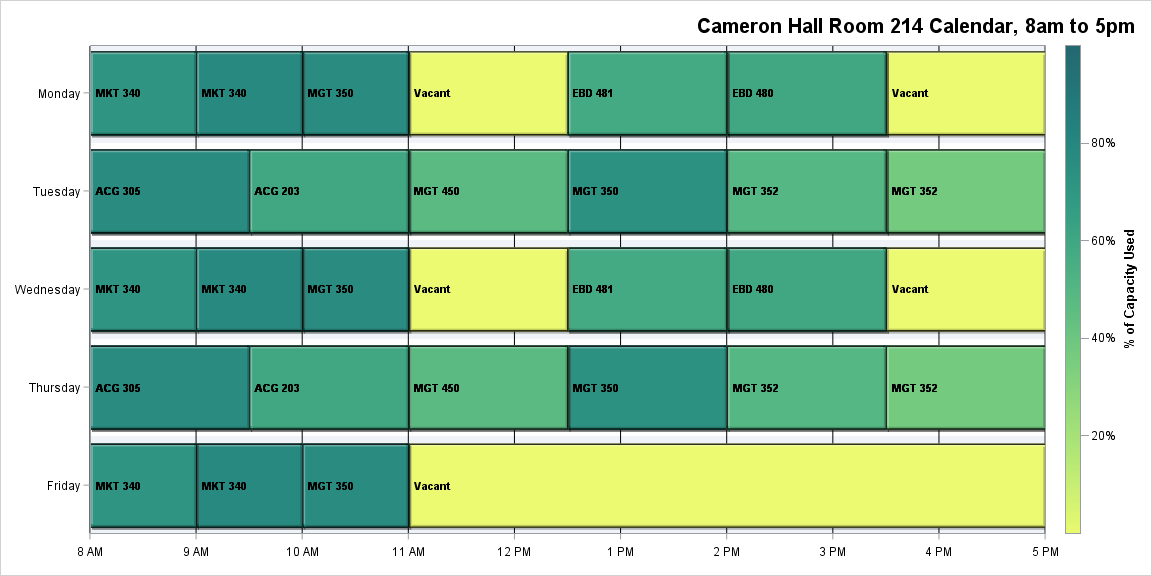 Cameron Hall Room 214 Calendar, 8am to 5pm
Monday
MKT 340
MKT 340
MGT 350
Vacant
EBD 481
EBD 480
Vacant
Tuesday
ACG 305
ACG 203
MGT 450
MGT 350
MGT 352
MGT 352
Wednesday
MKT 340
MKT 340
MGT 350
Vacant
EBD 481
EBD 480
Vacant
Thursday
ACG 305
ACG 203
MGT 450
MGT 350
MGT 352
MGT 352
Friday
MKT 340
MKT 340
MGT 350
Vacant
8 AM
9 AM
10 AM
11 AM
12 PM
1 PM
2 PM
3 PM
4 PM
5 PM
80%
60%
40%
20%
% of Capacity Used